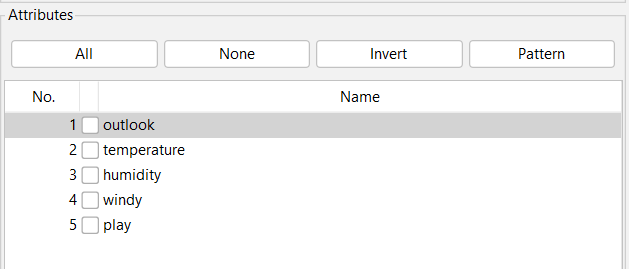 Attributes
All None Invert Pattern
No. Name
1 outlook
2 temperature
3 humidity
4 windy
5 play